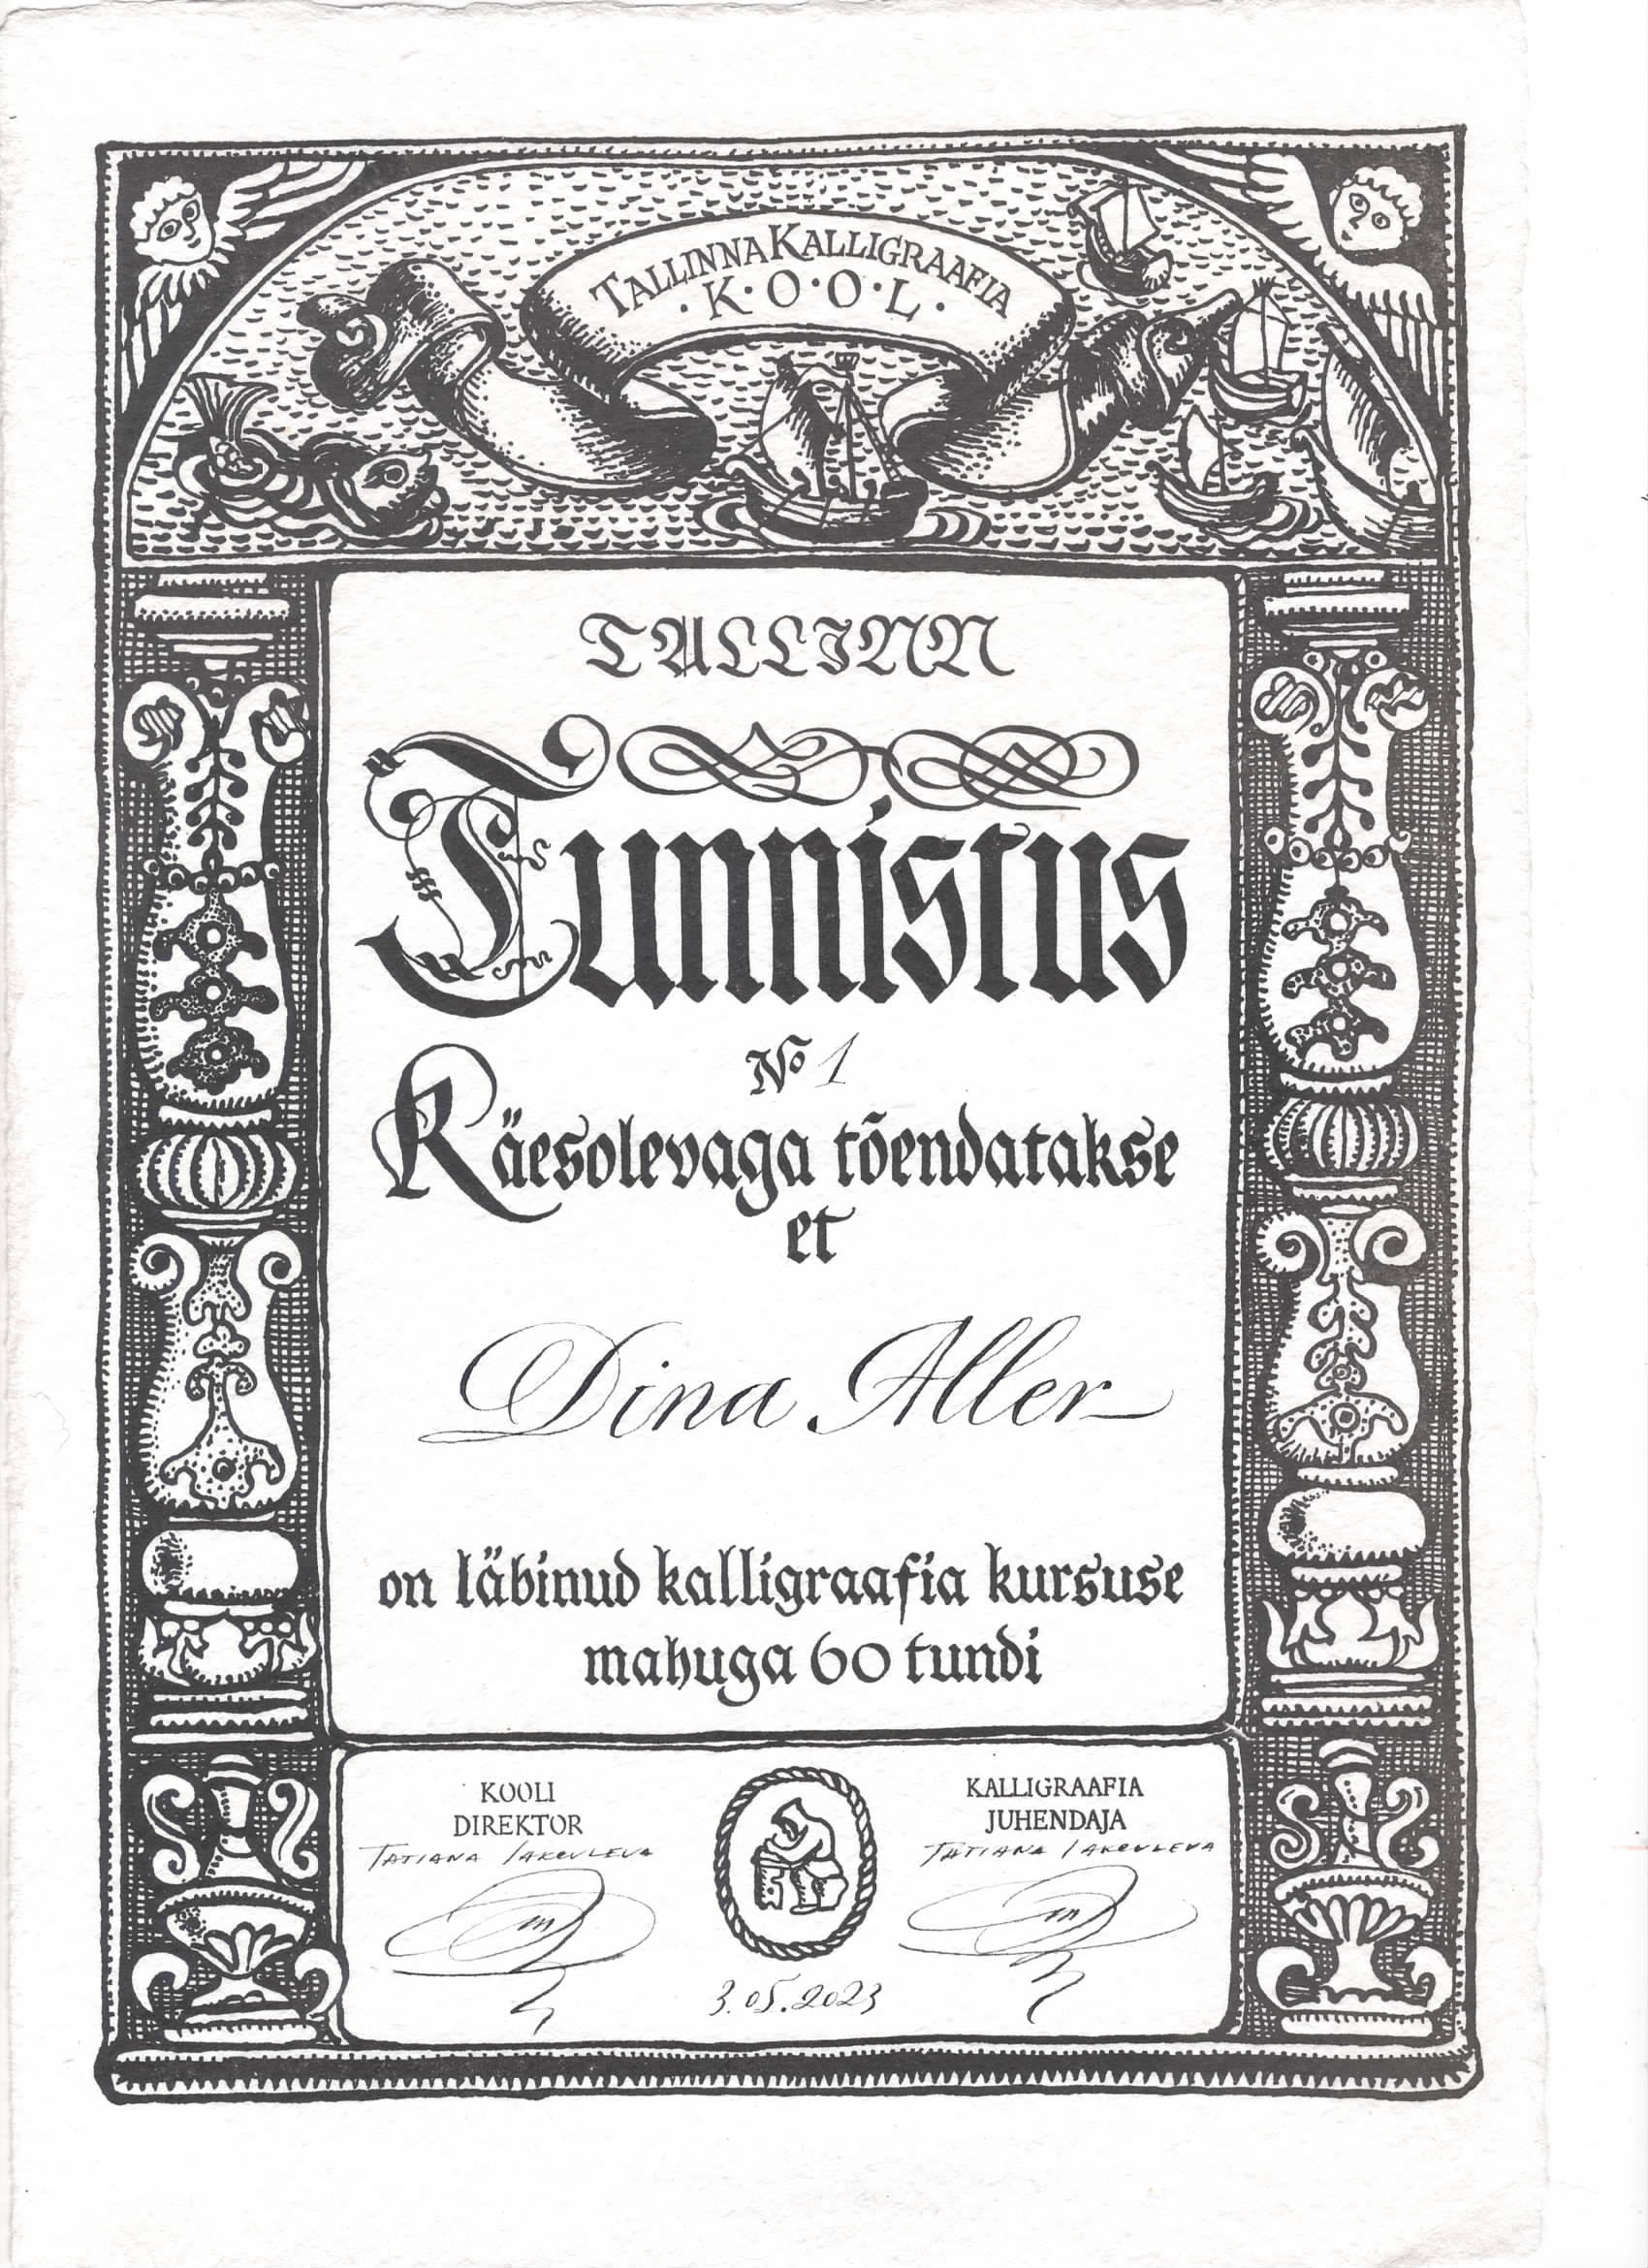 TALLINNA KALLIGRAAFIA
·K·O·O·L·
TALLINN
Tunnistus
No 1
Käesolevaga tõendatakse
et
Dina Aller
on läbinud kalligraafia kursuse
mahuga 60 tundi
KOOLI
DIREKTOR
TATIANA IAKOVLEVA
KALLIGRAAFIA
JUHENDAJA
TATIANA IAKOVLEVA
3.05.2023